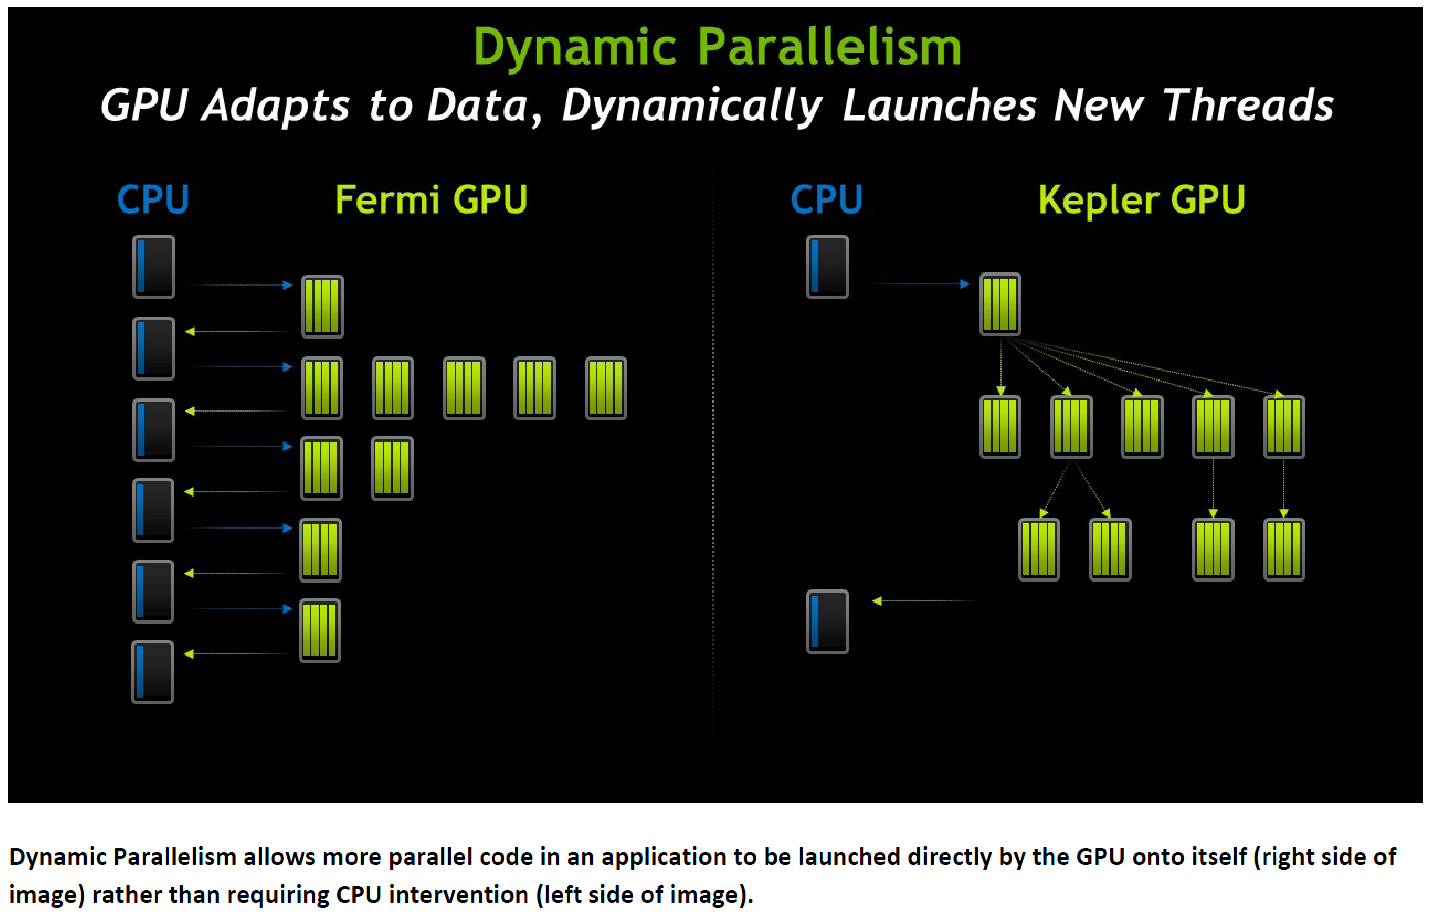 Dynamic Parallelism
GPU Adapts to Data, Dynamically Launches New Threads
CPU
Fermi GPU
CPU
Kepler GPU
Dynamic Parallelism allows more parallel code in an application to be launched directly by the GPU onto itself (right side of
image) rather than requiring CPU intervention (left side of image).